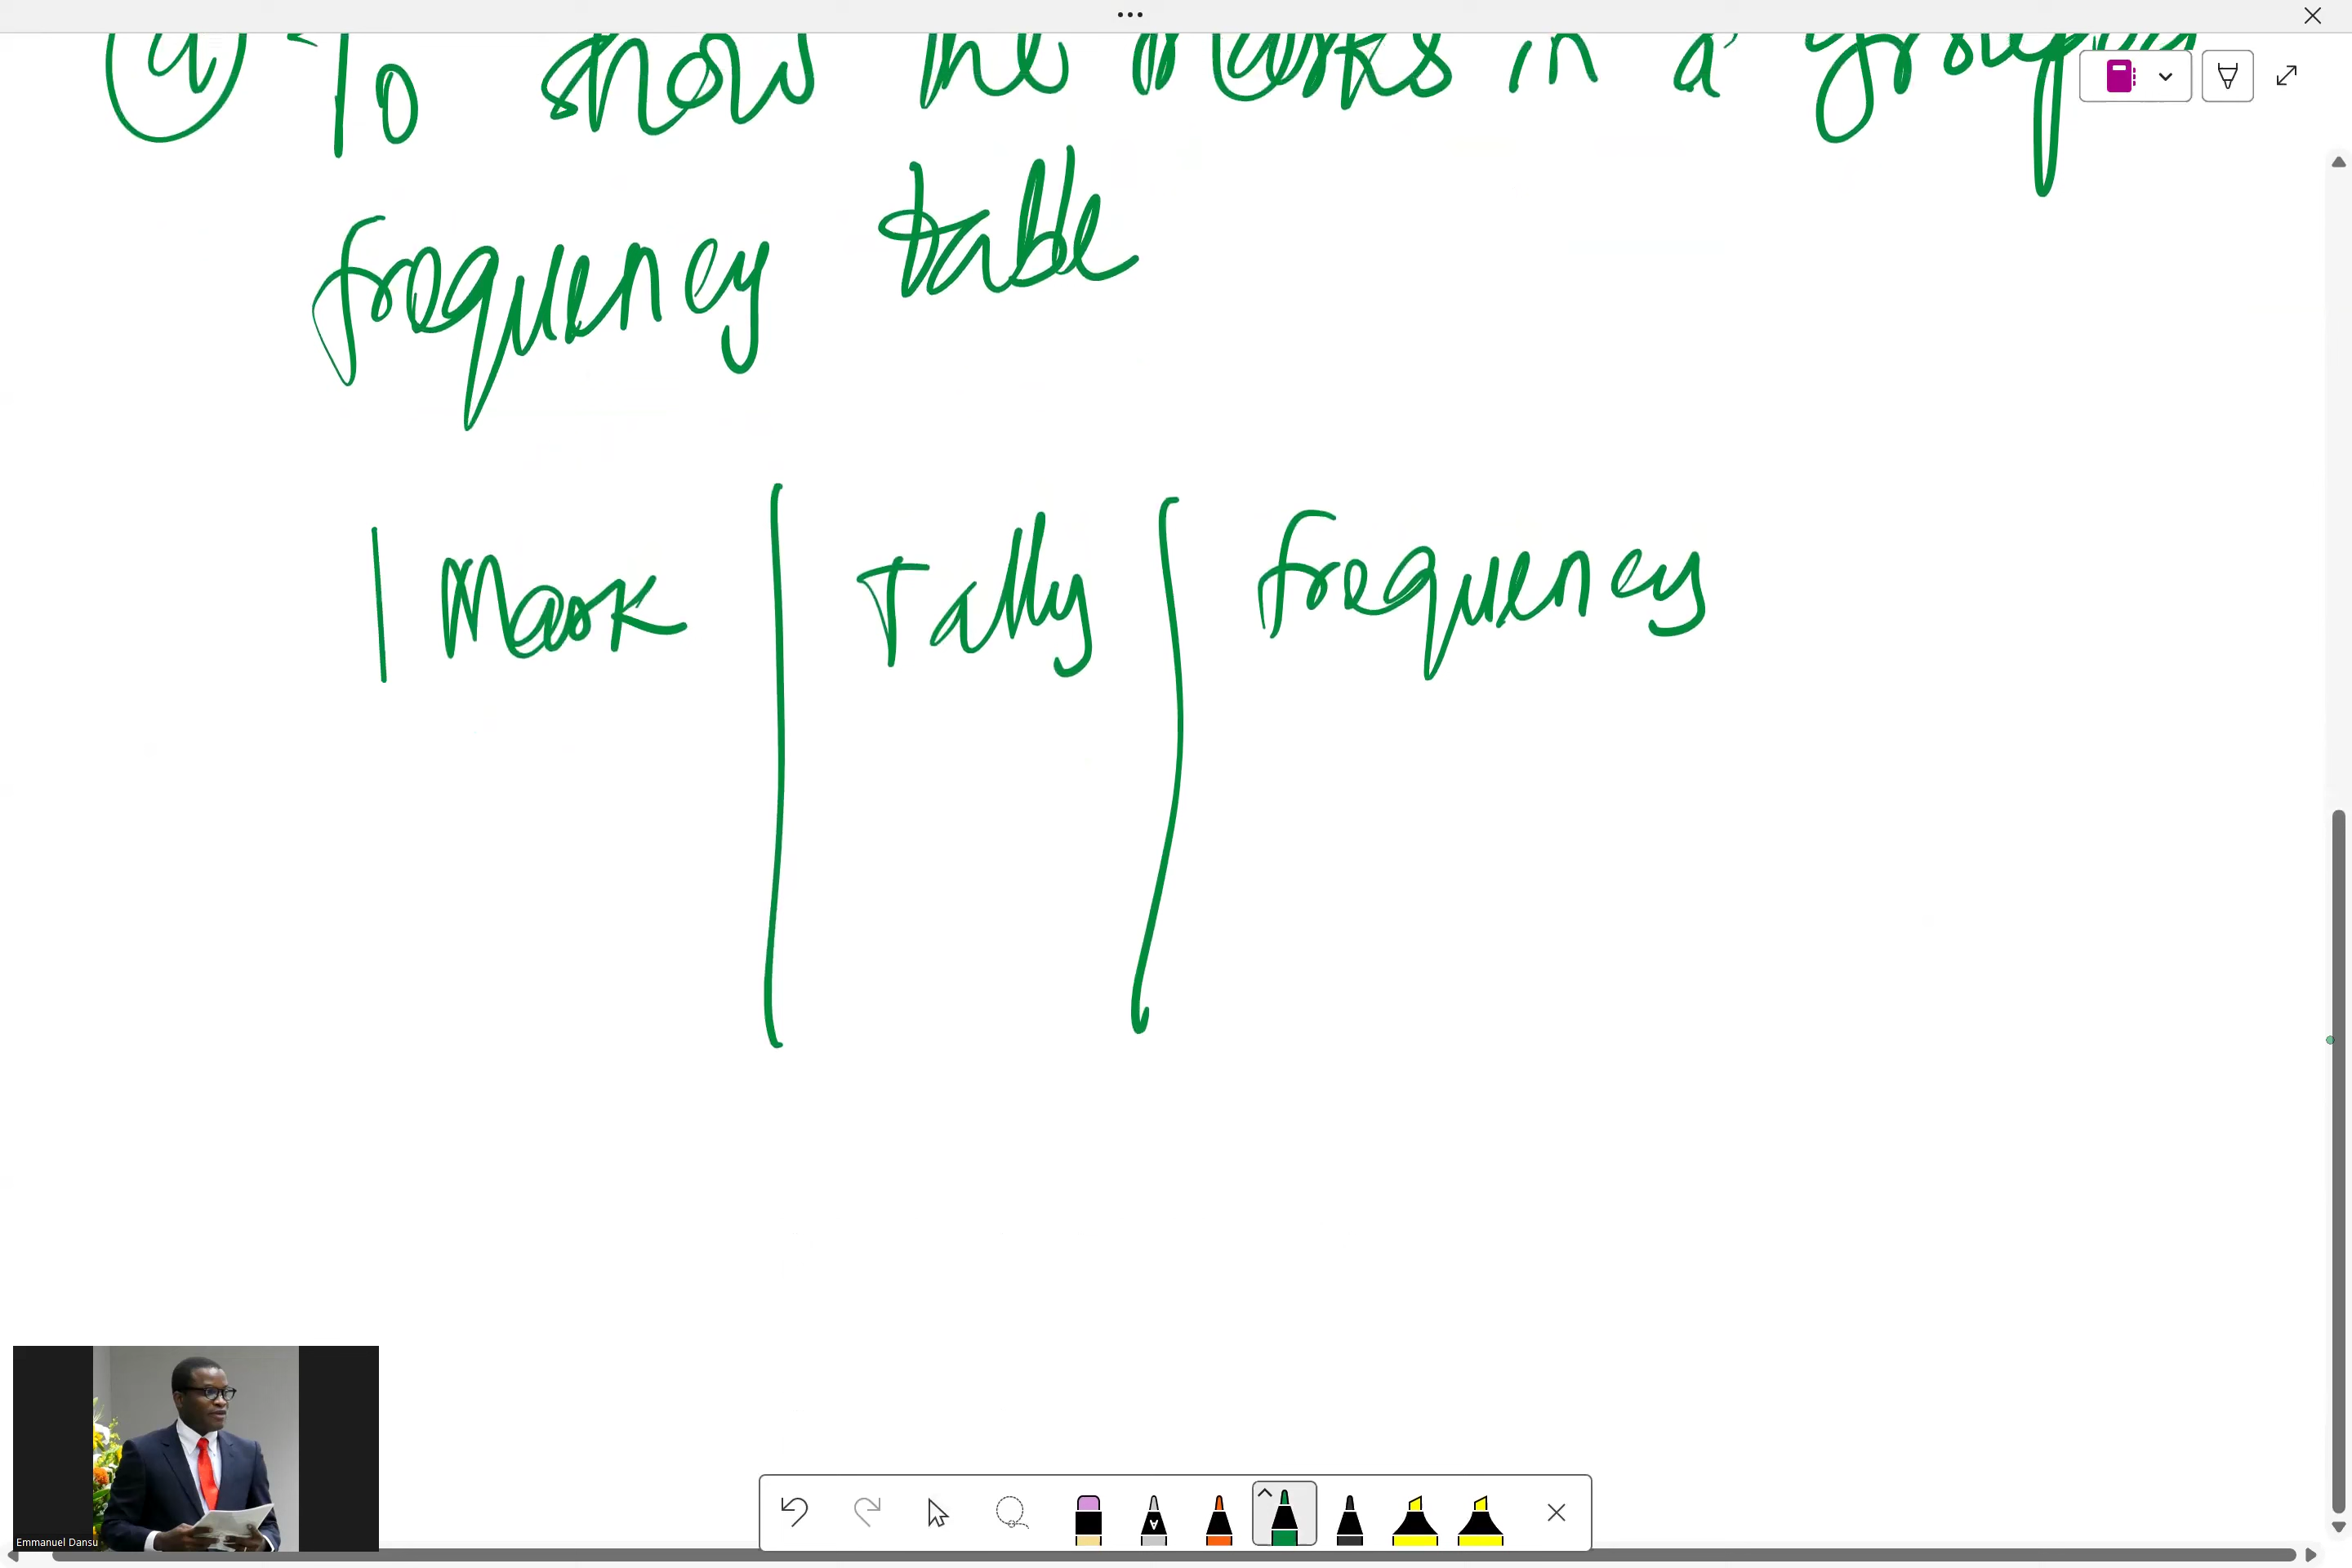 (a) To show the marks in a grouped
frequency table
Mark Tally frequency
Emmanuel Dansu